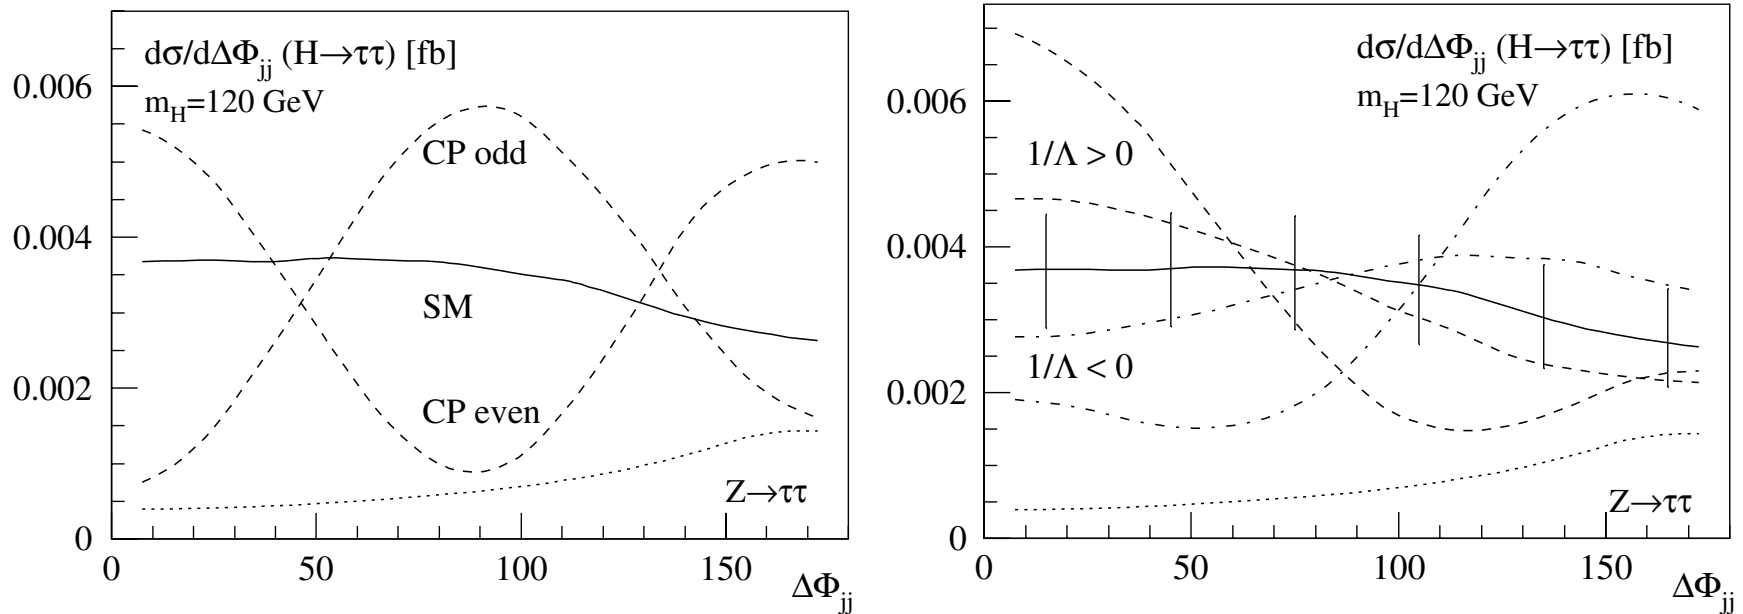 dσ/dΔΦjj (H→ττ) [fb]
mH=120 GeV
0.006
CP odd
0.004
SM
0.002
CP even
Z→ττ
0
0
50
100
150
ΔΦjj
dσ/dΔΦjj (H→ττ) [fb]
mH=120 GeV
0.006
1/Λ > 0
0.004
1/Λ < 0
0.002
Z→ττ
0
0
50
100
150
ΔΦjj